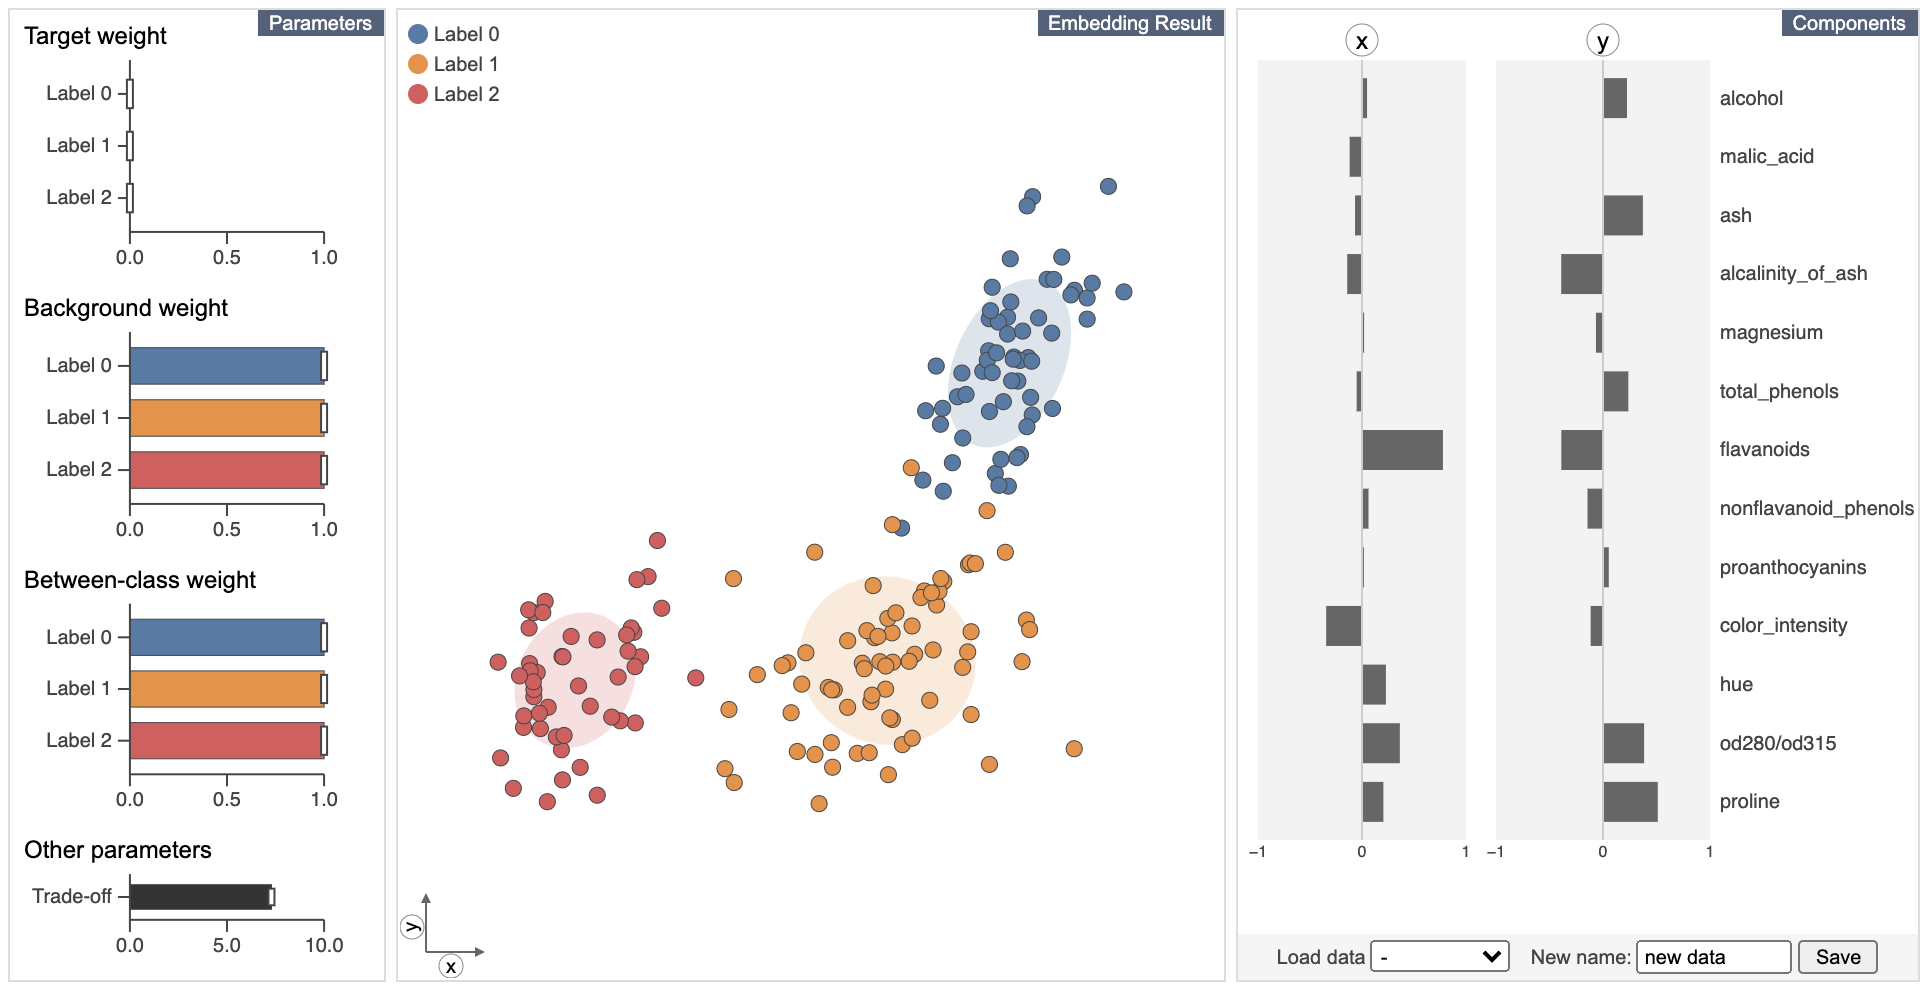 Parameters
Target weight
Label 0
Label 1
Label 2
0.0 0.5 1.0
Background weight
Label 0
Label 1
Label 2
0.0 0.5 1.0
Between-class weight
Label 0
Label 1
Label 2
0.0 0.5 1.0
Other parameters
Trade-off
0.0 5.0 10.0
Embedding Result
Label 0
Label 1
Label 2
y
x
Components
x y
alcohol
malic_acid
ash
alcalinity_of_ash
magnesium
total_phenols
flavanoids
nonflavanoid_phenols
proanthocyanins
color_intensity
hue
od280/od315
proline
−1 0 1 −1 0 1
Load data - New name: new data Save